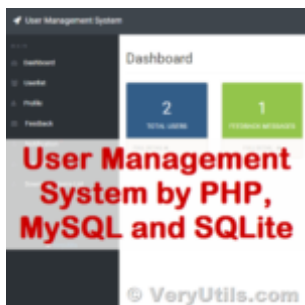 User Management System
Dashboard
Dashboard
Userlist
Profile
Feedback
2
TOTAL USERS
1
FEEDBACK MESSAGES
User Management
System by PHP,
MySQL and SQLite
© VeryUtils.com